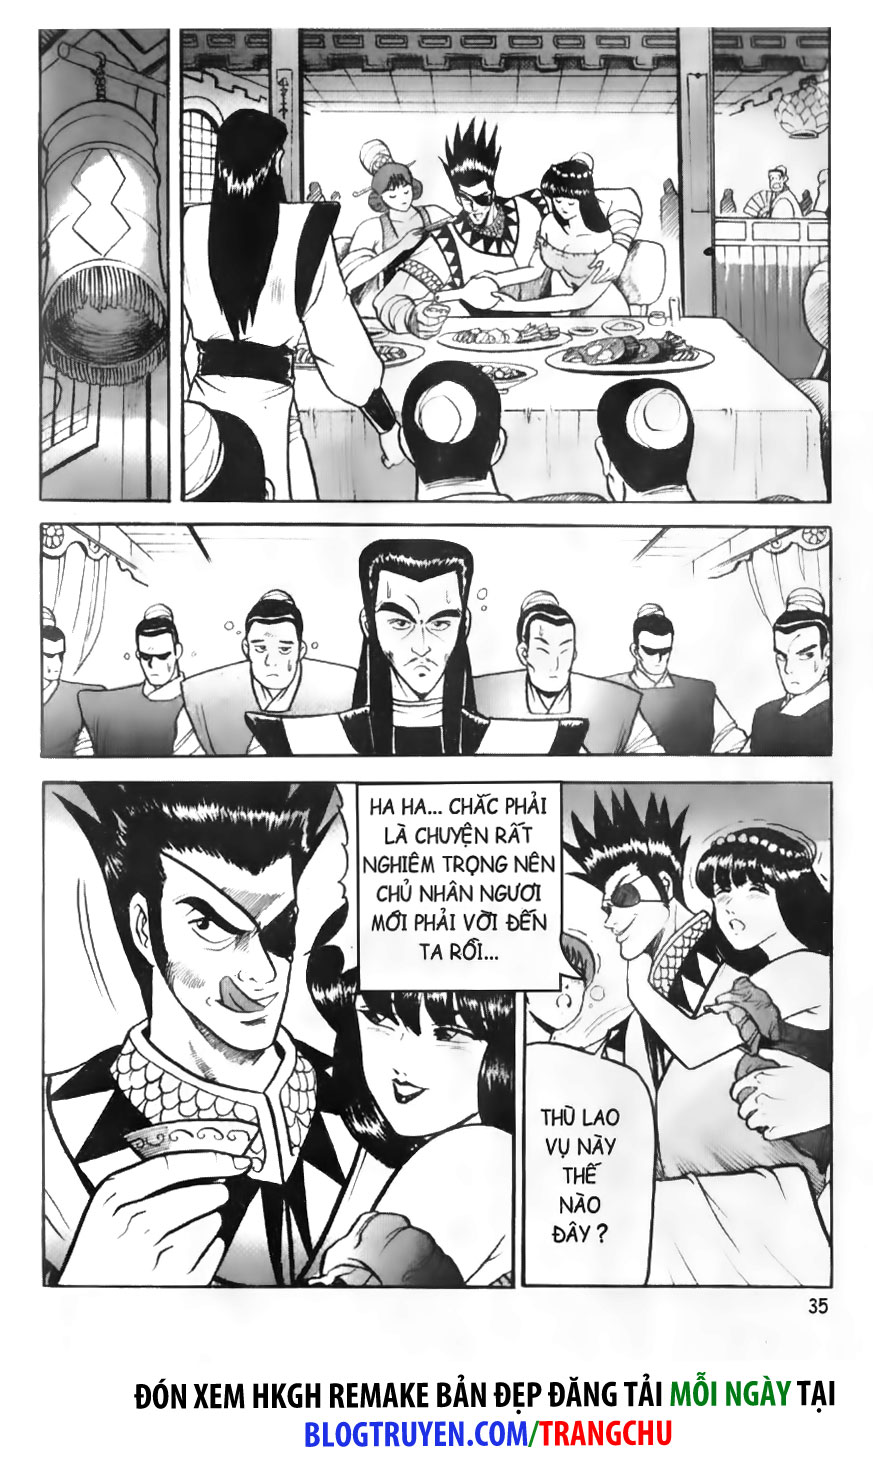 HA HA... CHẮC PHẢI
LÀ CHUYỆN RẤT
NGHIÊM TRỌNG NÊN
CHỦ NHÂN NGƯƠI
MỚI PHẢI VỜI ĐẾN
TA RỒI...
THÙ LAO
VỤ NÀY
THẾ
NÀO
ĐÂY ?
35
ĐÓN XEM HKGH REMAKE BẢN ĐẸP ĐĂNG TẢI MỖI NGÀY TẠI
BLOGTRUYEN.COM/TRANGCHU